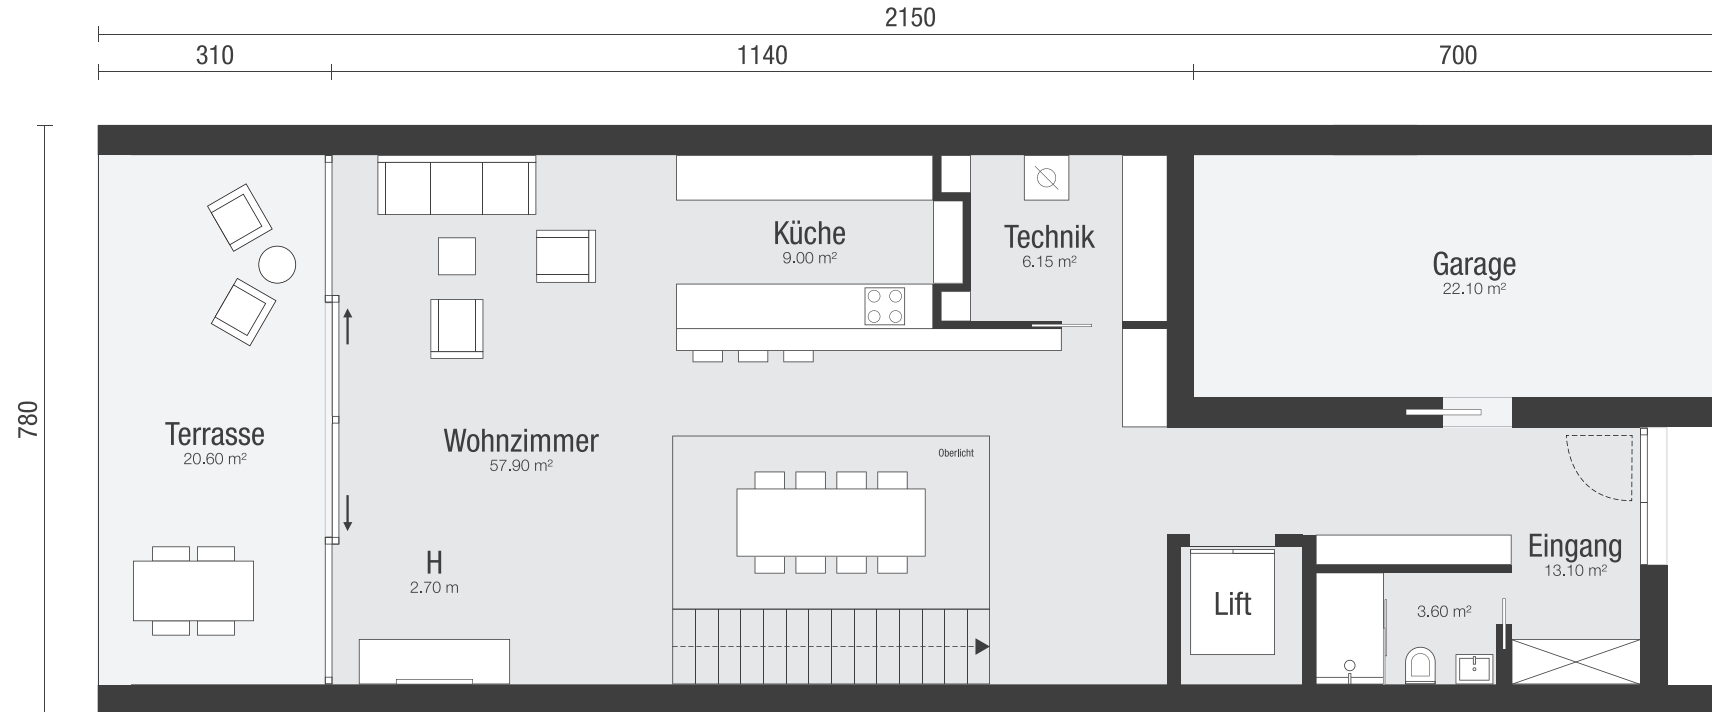 2150
310
1140
700
780
Küche
9.00 m²
Technik
6.15 m²
Garage
22.10 m²
Terrasse
20.60 m²
Wohnzimmer
57.90 m²
Oberlicht
H
2.70 m
Lift
Eingang
13.10 m²
3.60 m²